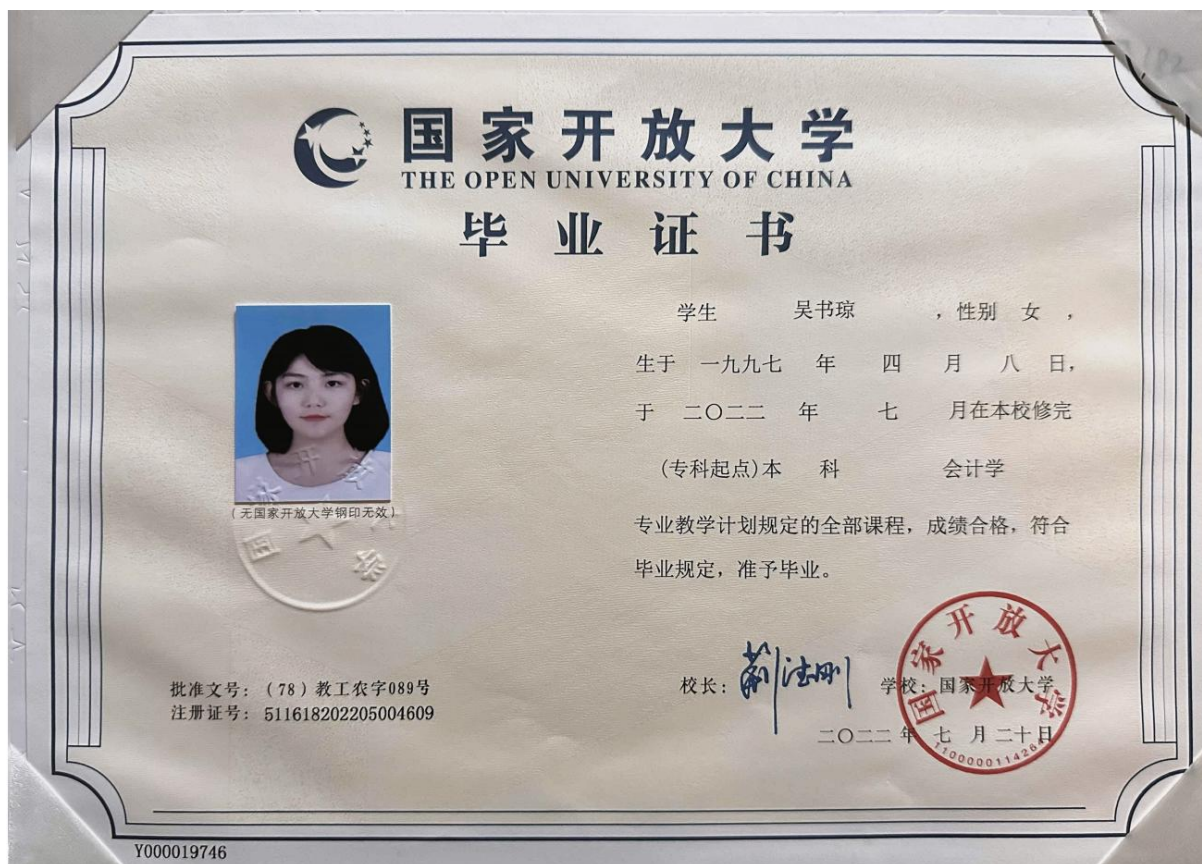 国家开放大学
THE OPEN UNIVERSITY OF CHINA
毕业证书
学生 吴书琼 ,性别 女 ,
生于 一九九七 年 四 月 八 日,
于 二〇二二 年 七 月在本校修完
(专科起点)本 科 会计学
专业教学计划规定的全部课程，成绩合格，符合
毕业规定，准予毕业。
(无国家开放大学钢印无效)
批准文号：(78)教工农字089号
注册证号：511618202205004609
校长：荆德刚 学校：国家开放大学
二〇二二 年 七 月 二十日
国家开放大学
Y000019746